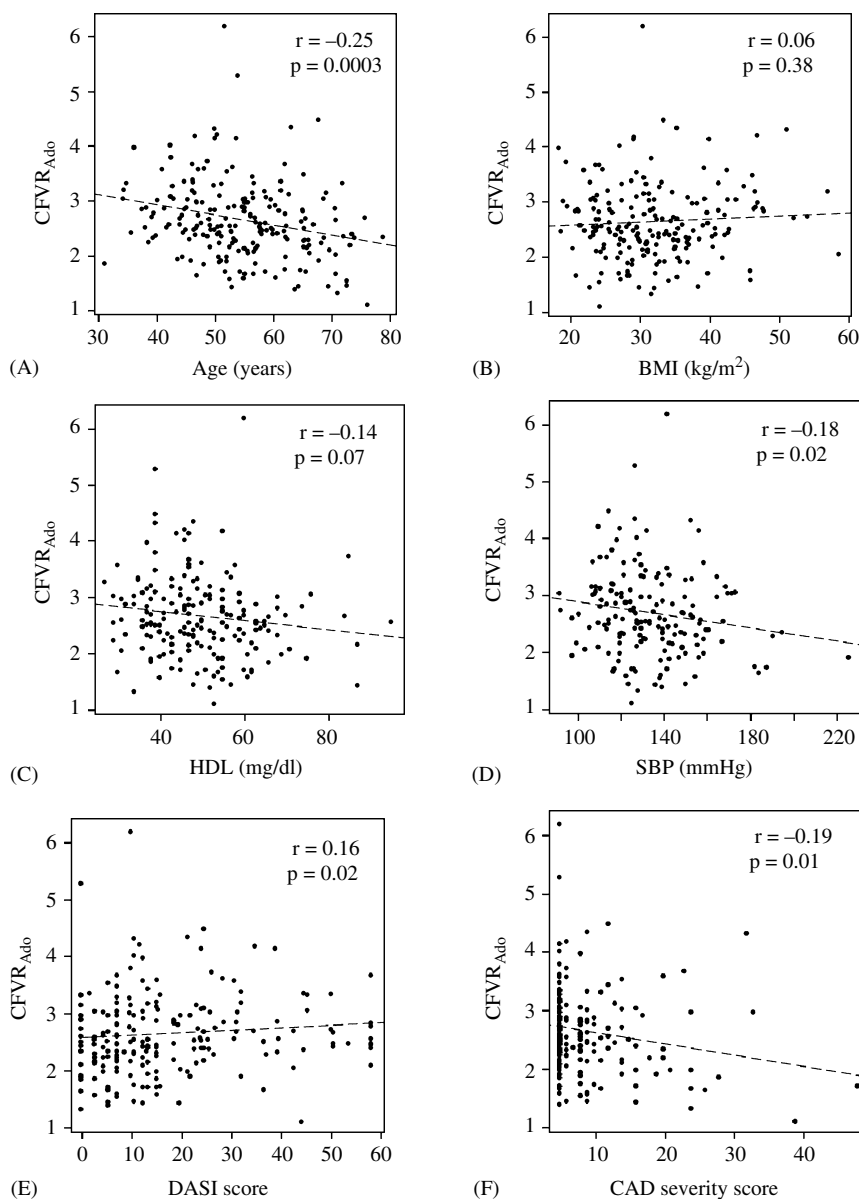 r = –0.25
p = 0.0003
6
5
4
3
2
1
CFVRAdo
30 40 50 60 70 80
(A) Age (years)
r = 0.06
p = 0.38
6
5
4
3
2
1
CFVRAdo
20 30 40 50 60
(B) BMI (kg/m²)
r = –0.14
p = 0.07
6
5
4
3
2
1
CFVRAdo
40 60 80
(C) HDL (mg/dl)
r = –0.18
p = 0.02
6
5
4
3
2
1
CFVRAdo
100 140 180 220
(D) SBP (mmHg)
r = 0.16
p = 0.02
6
5
4
3
2
1
CFVRAdo
0 10 20 30 40 50 60
(E) DASI score
r = –0.19
p = 0.01
6
5
4
3
2
1
CFVRAdo
10 20 30 40
(F) CAD severity score